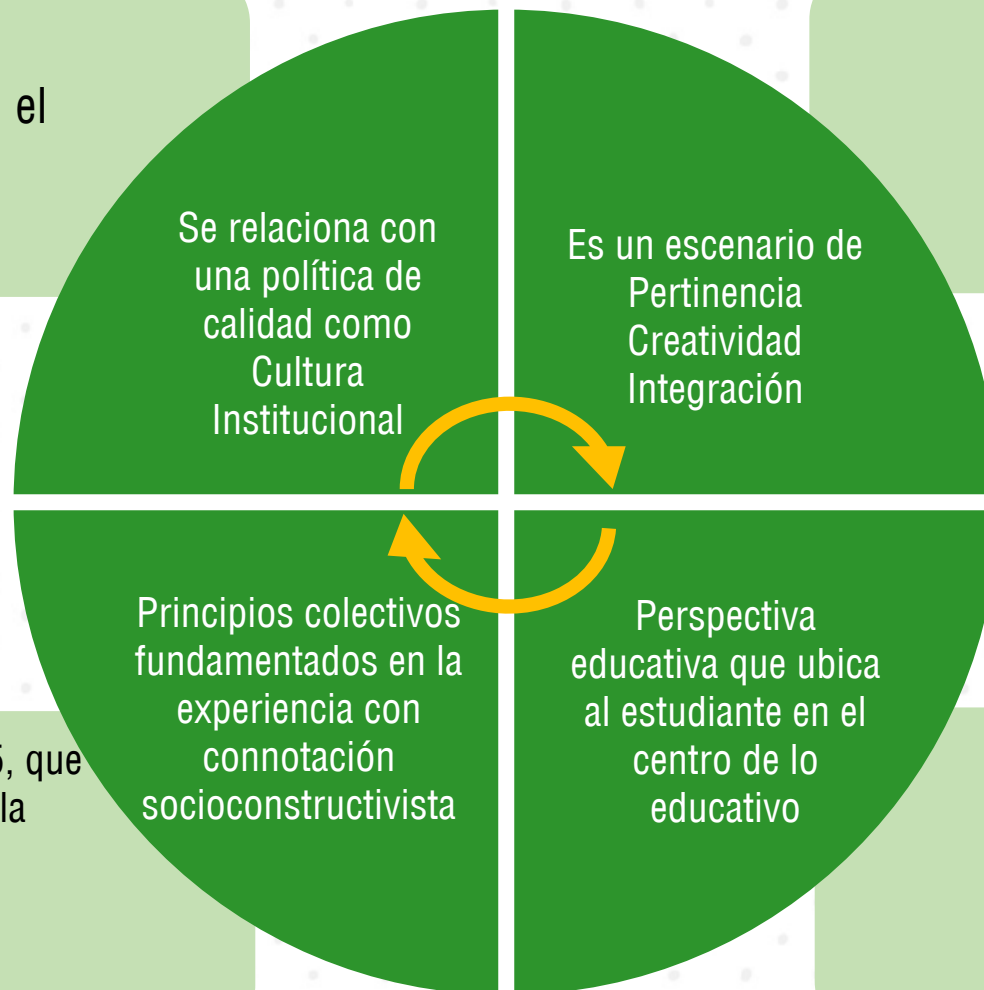 el
Se relaciona con
una política de
calidad como
Cultura
Institucional
Es un escenario de
Pertinencia
Creatividad
Integración
Principios colectivos
fundamentados en la
experiencia con
connotación
socioconstructivista
Perspectiva
educativa que ubica
al estudiante en el
centro de lo
educativo
, que
la